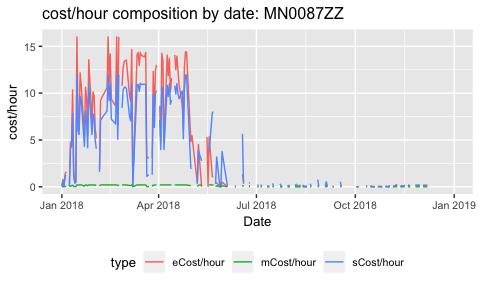 cost/hour composition by date: MN0087ZZ
15
10
5
0
cost/hour
Jan 2018 Apr 2018 Jul 2018 Oct 2018 Jan 2019
Date
type eCost/hour mCost/hour sCost/hour